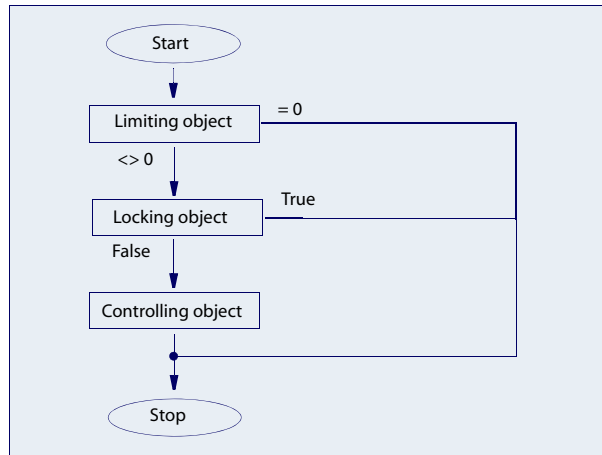 Start
Limiting object
= 0
<> 0
Locking object
True
False
Controlling object
Stop